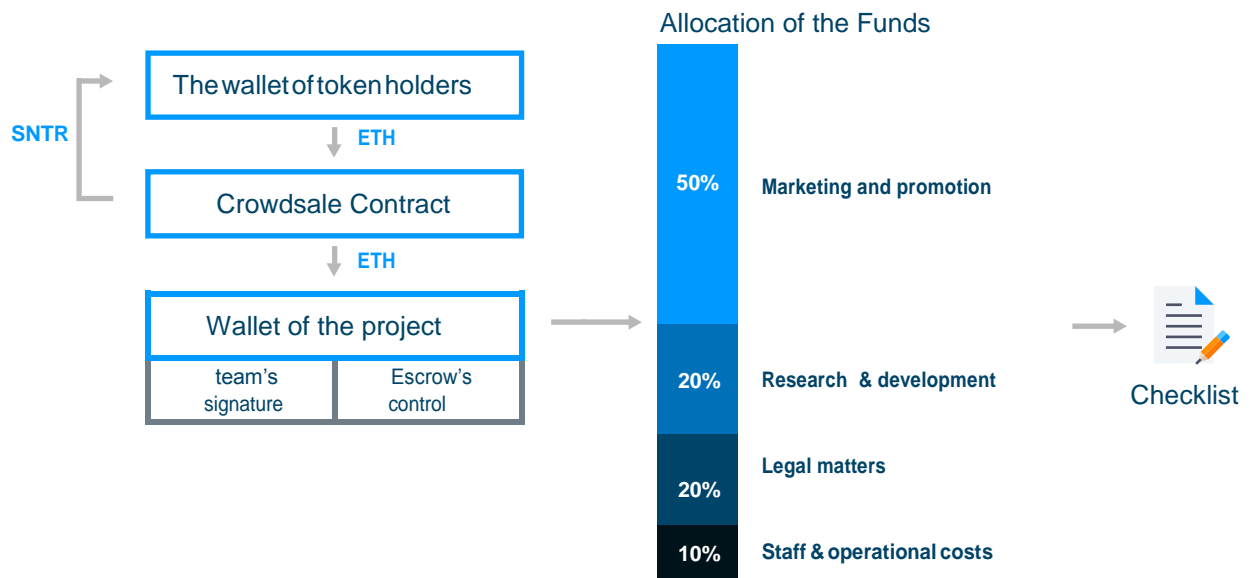 Allocation of the Funds
The wallet of token holders
SNTR
ETH
Crowdsale Contract
ETH
Wallet of the project
team's
signature
Escrow's
control
50%
Marketing and promotion
20%
Research & development
20%
Legal matters
10%
Staff & operational costs
Checklist